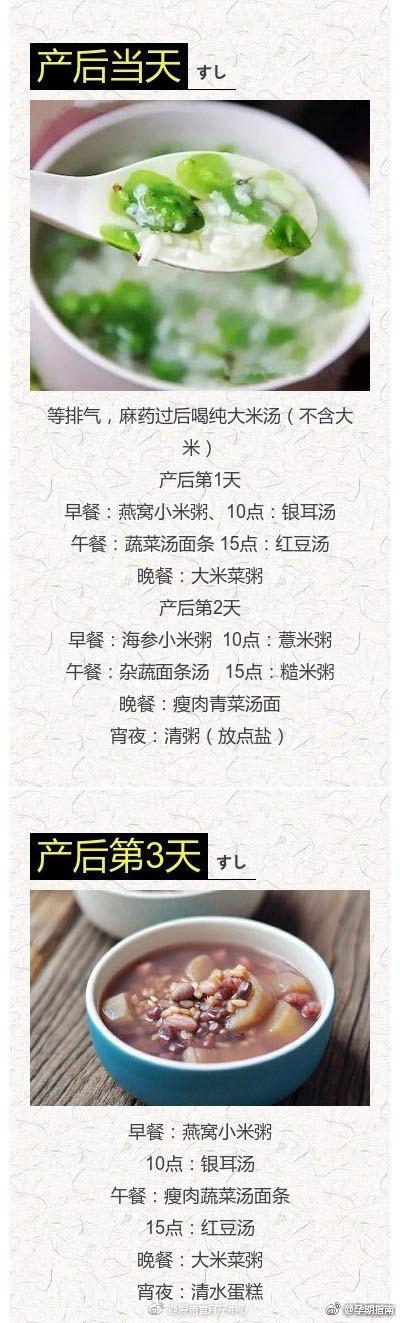 产后当天 すし
等排气，麻药过后喝纯大米汤（不含大
米）
产后第1天
早餐：燕窝小米粥、10点：银耳汤
午餐：蔬菜汤面条 15点：红豆汤
晚餐：大米菜粥
产后第2天
早餐：海参小米粥 10点：薏米粥
午餐：杂蔬面条汤 15点：糙米粥
晚餐：瘦肉青菜汤面
宵夜：清粥（放点盐）
产后第3天 すし
早餐：燕窝小米粥
10点：银耳汤
午餐：瘦肉蔬菜汤面条
15点：红豆汤
晚餐：大米菜粥
宵夜：清水蛋糕
@孕期指南